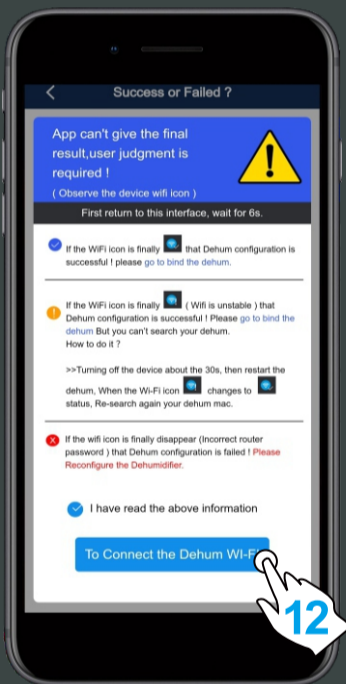 Success or Failed ?
App can't give the final
result,user judgment is
required !
( Observe the device wifi icon )
First return to this interface, wait for 6s.
If the WiFi icon is finally that Dehum configuration is
successful ! please go to bind the dehum.
If the WiFi icon is finally ( Wifi is unstable ) that
Dehum configuration is successful ! Please go to bind the
dehum But you can't search your dehum.
How to do it ?
>>Turning off the device about the 30s, then restart the
dehum, When the Wi-Fi icon changes to
status, Re-search again your dehum mac.
If the wifi icon is finally disappear (Incorrect router
password ) that Dehum configuration is failed ! Please
Reconfigure the Dehumidifier.
I have read the above information
To Connect the Dehum WI-F
12